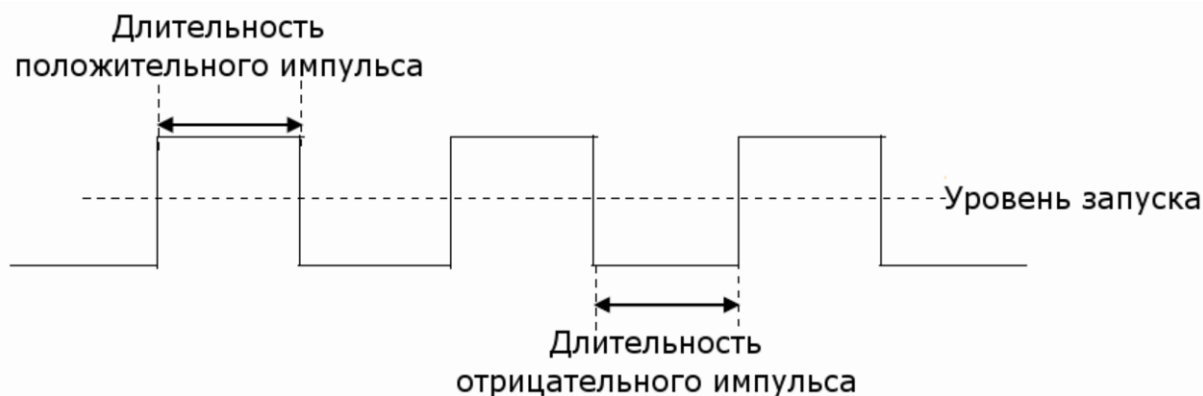 Длительность
положительного импульса
Уровень запуска
Длительность
отрицательного импульса